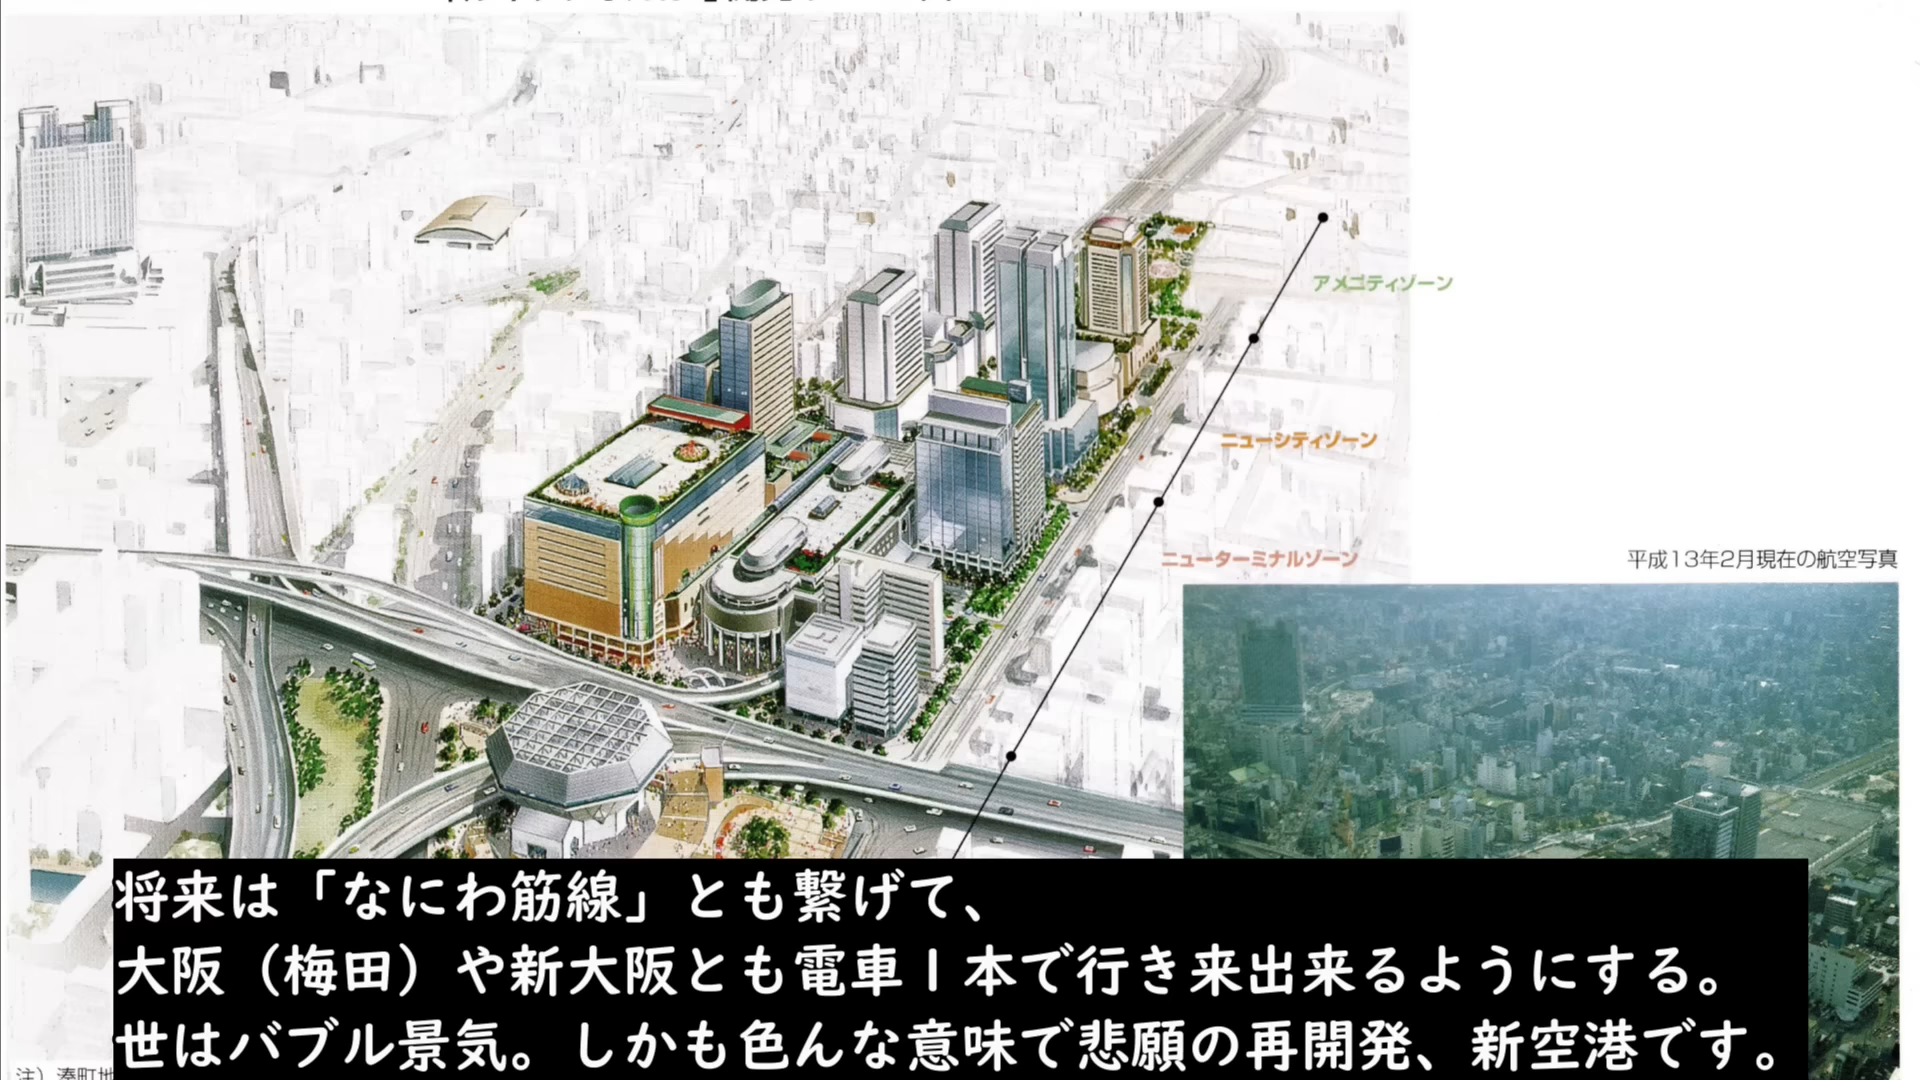 アメニティゾーン
ニューシティゾーン
ニューターミナルゾーン
平成13年2月現在の航空写真
将来は「なにわ筋線」とも繋げて、
大阪（梅田）や新大阪とも電車1本で行き来出来るようにする。
世はバブル景気。しかも色んな意味で悲願の再開発、新空港です。
注）湊町地